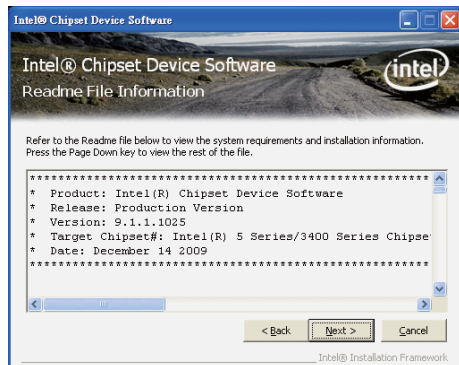 Intel® Chipset Device Software
Intel® Chipset Device Software
Readme File Information
intel
Refer to the Readme file below to view the system requirements and installation information.
Press the Page Down key to view the rest of the file.
************************************************************
*  Product: Intel(R) Chipset Device Software
*  Release: Production Version
*  Version: 9.1.1.1025
*  Target Chipset#: Intel(R) 5 Series/3400 Series Chipse
*  Date: December 14 2009
************************************************************
< Back
Next >
Cancel
Intel® Installation Framework